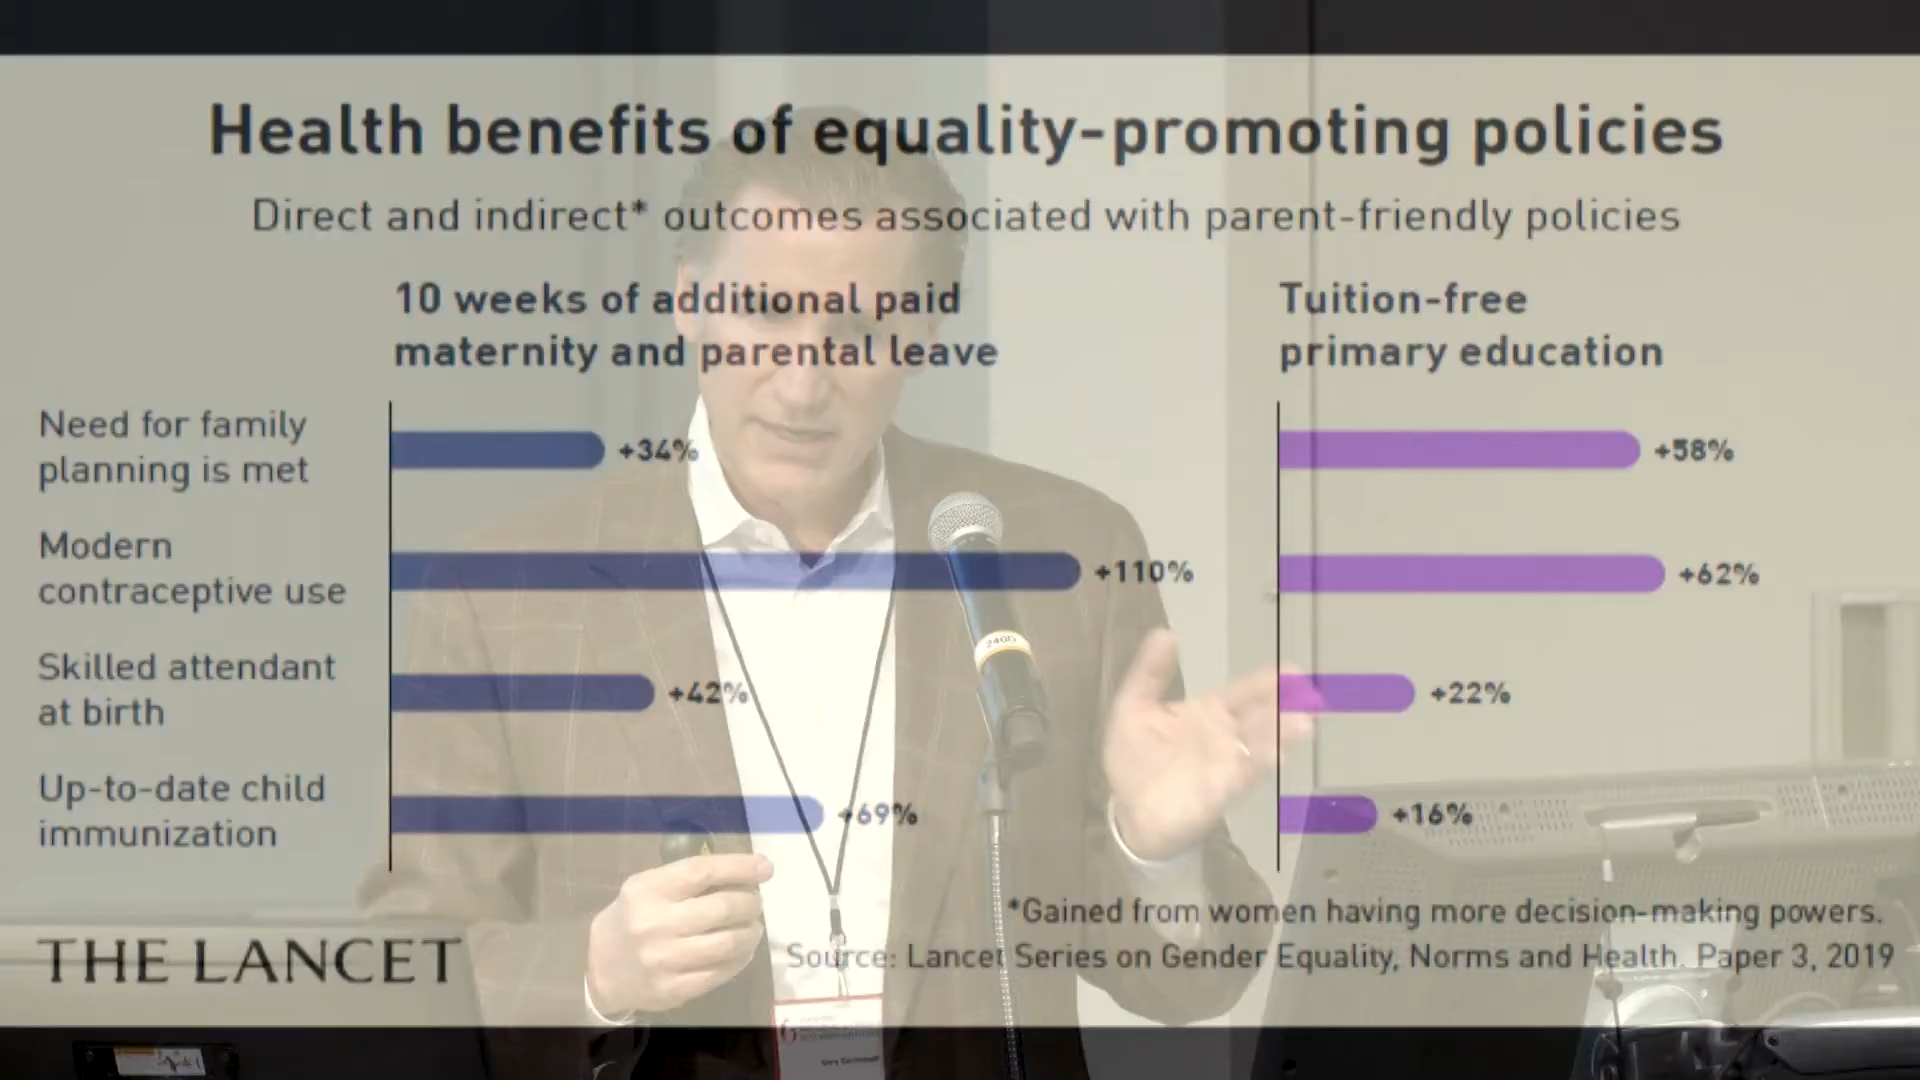 Health benefits of equality-promoting policies
Direct and indirect* outcomes associated with parent-friendly policies
10 weeks of additional paid
maternity and parental leave
Tuition-free
primary education
Need for family
planning is met
+34%
+58%
Modern
contraceptive use
+110%
+62%
Skilled attendant
at birth
+42%
+22%
Up-to-date child
immunization
+69%
+16%
*Gained from women having more decision-making powers.
Source: Lancet Series on Gender Equality, Norms and Health. Paper 3, 2019
THE LANCET
240D